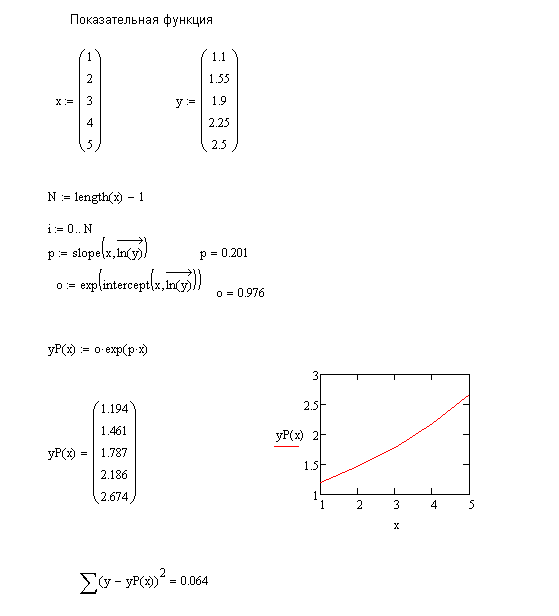 Показательная функция
x := (1 2 3 4 5) y := (1.1 1.55 1.9 2.25 2.5)
N := length(x) − 1
i := 0 .. N
p := slope(x, ln(y)) p = 0.201
o := exp(intercept(x, ln(y))) o = 0.976
yP(x) := o·exp(p·x)
yP(x) = (1.194 1.461 1.787 2.186 2.674)
3
2.5
2
1.5
1
yP(x)
1 2 3 4 5
x
∑(y − yP(x))² = 0.064